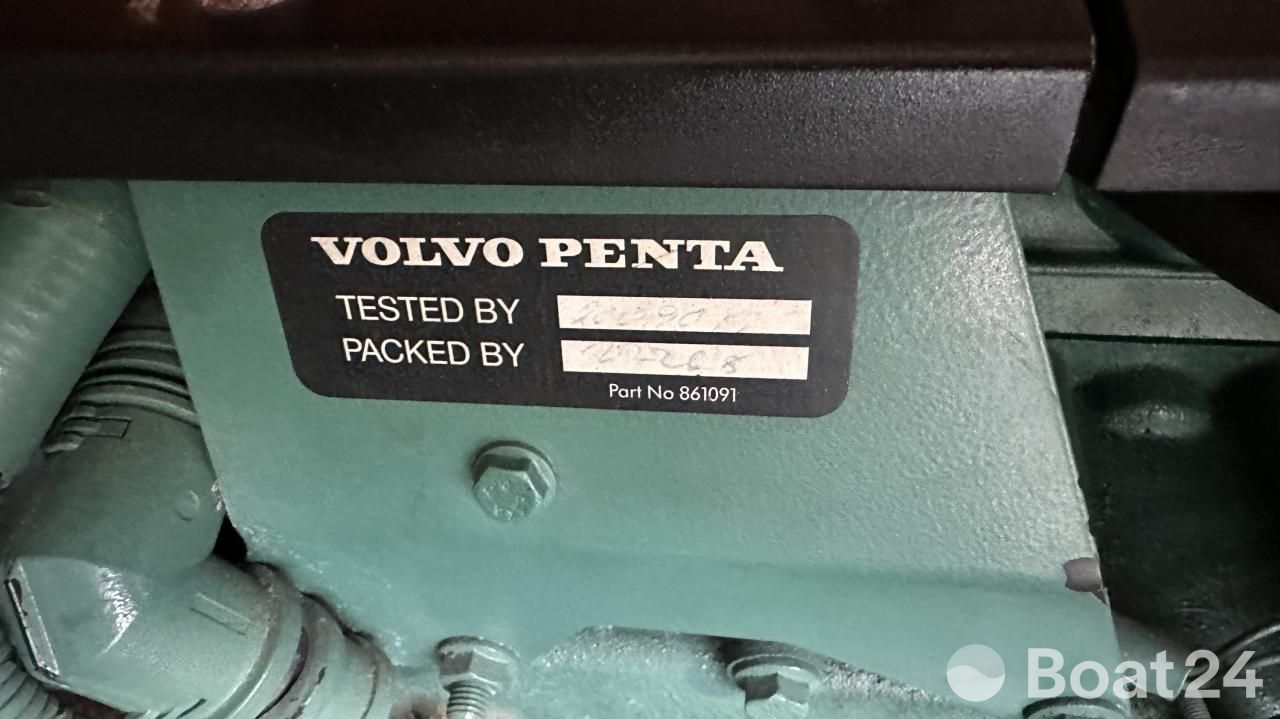 VOLVO PENTA
TESTED BY
PACKED BY
Part No 861091
Boat24